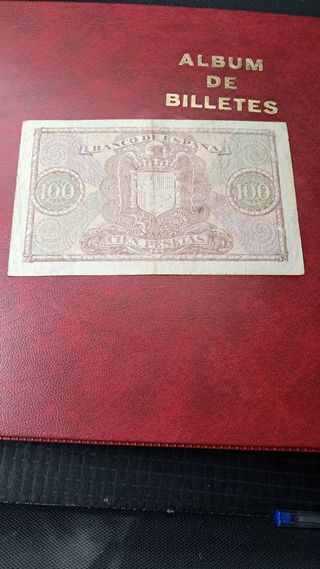 ALBUM
DE
BILLETES
BANCO DE ESPAÑA
100
100
CIEN PESETAS